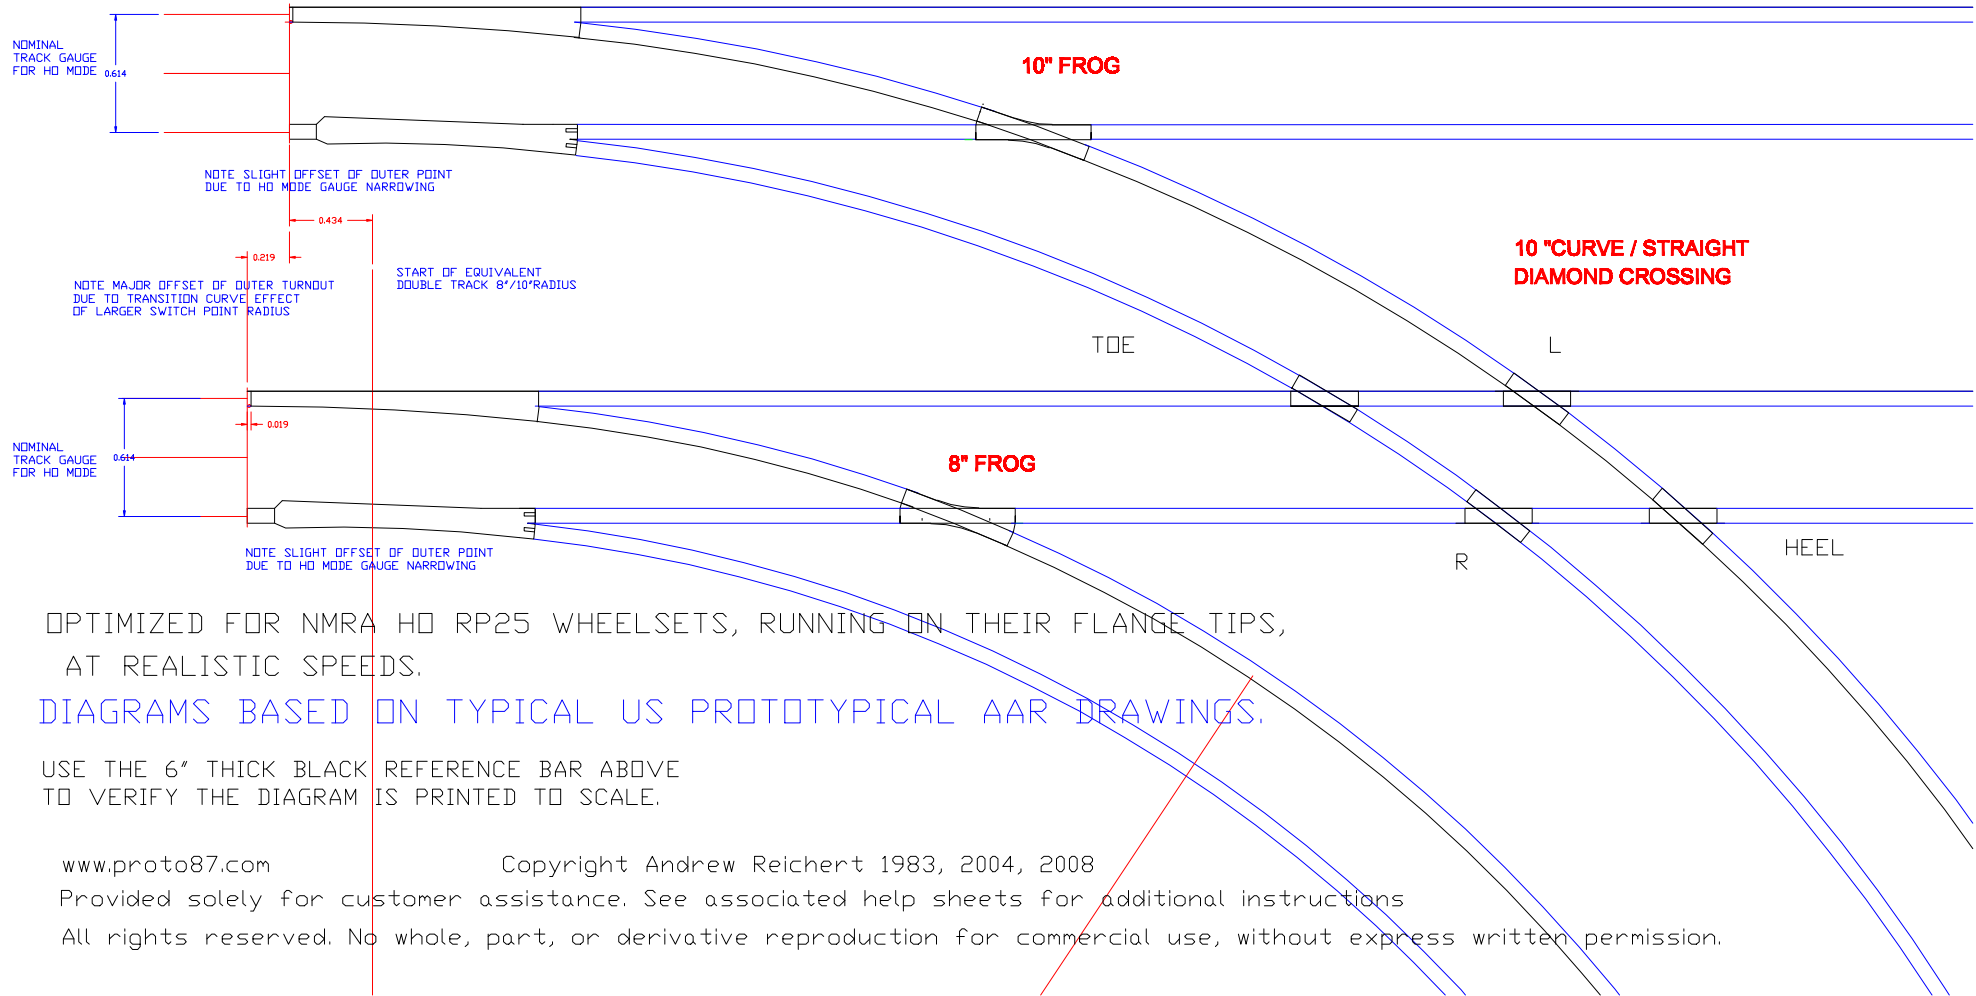 NOMINAL
TRACK GAUGE
FOR HO MODE
0.614
10" FROG
NOTE SLIGHT OFFSET OF OUTER POINT
DUE TO HO MODE GAUGE NARROWING
0.434
0.219
START OF EQUIVALENT
DOUBLE TRACK 8"/10"RADIUS
NOTE MAJOR OFFSET OF OUTER TURNOUT
DUE TO TRANSITION CURVE EFFECT
OF LARGER SWITCH POINT RADIUS
10 "CURVE / STRAIGHT
DIAMOND CROSSING
TOE
L
0.019
NOMINAL
TRACK GAUGE
FOR HO MODE
0.614
8" FROG
NOTE SLIGHT OFFSET OF OUTER POINT
DUE TO HO MODE GAUGE NARROWING
R
HEEL
OPTIMIZED FOR NMRA HO RP25 WHEELSETS, RUNNING ON THEIR FLANGE TIPS,
AT REALISTIC SPEEDS.
DIAGRAMS BASED ON TYPICAL US PROTOTYPICAL AAR DRAWINGS.
USE THE 6" THICK BLACK REFERENCE BAR ABOVE
TO VERIFY THE DIAGRAM IS PRINTED TO SCALE.
www.proto87.com Copyright Andrew Reichert 1983, 2004, 2008
Provided solely for customer assistance. See associated help sheets for additional instructions
All rights reserved. No whole, part, or derivative reproduction for commercial use, without express written permission.